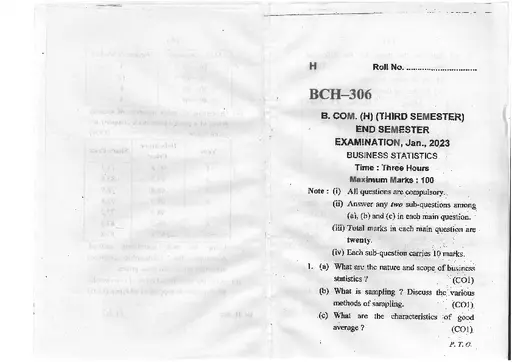 H Roll No. ..............................
BCH–306
B. COM. (H) (THIRD SEMESTER)
END SEMESTER
EXAMINATION, Jan., 2023
BUSINESS STATISTICS
Time : Three Hours
Maximum Marks : 100
Note : (i) All questions are compulsory.
(ii) Answer any two sub-questions among
(a), (b) and (c) in each main question.
(iii) Total marks in each main question are
twenty.
(iv) Each sub-question carries 10 marks.
1. (a) What are the nature and scope of business
statistics ? (CO1)
(b) What is sampling ? Discuss the various
methods of sampling. (CO1)
(c) What are the characteristics of good
average ? (CO1)
P. T. O.